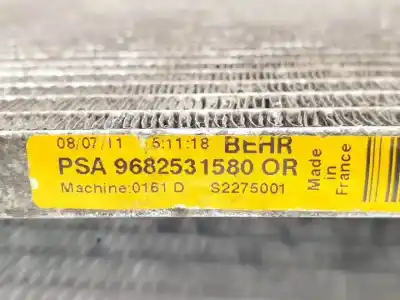 08/07/11 5:11:18 BEHR
PSA 9682531580 OR
Machine:0161 D S2275001
Made
in
France